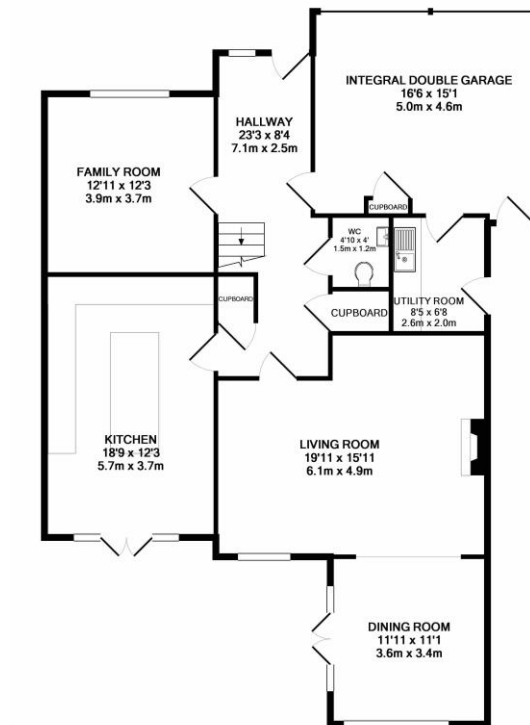 INTEGRAL DOUBLE GARAGE
16'6 x 15'1
5.0m x 4.6m
HALLWAY
23'3 x 8'4
7.1m x 2.5m
FAMILY ROOM
12'11 x 12'3
3.9m x 3.7m
CUPBOARD
WC
4'10 x 4'
1.5m x 1.2m
CUPBOARD
CUPBOARD
UTILITY ROOM
8'5 x 6'8
2.6m x 2.0m
KITCHEN
18'9 x 12'3
5.7m x 3.7m
LIVING ROOM
19'11 x 15'11
6.1m x 4.9m
DINING ROOM
11'11 x 11'1
3.6m x 3.4m